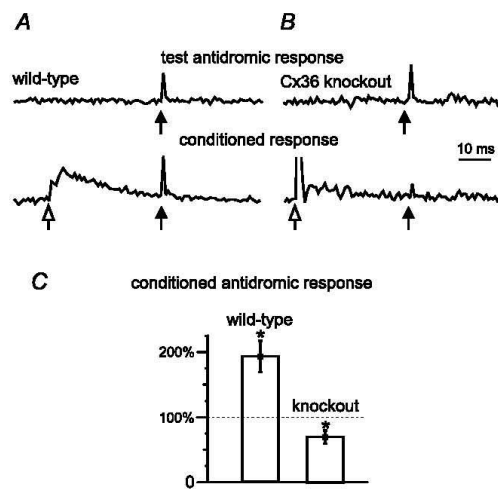 A
B
test antidromic response
wild-type
Cx36 knockout
conditioned response
10 ms
C
conditioned antidromic response
wild-type
*
200%
knockout
100%
*
0